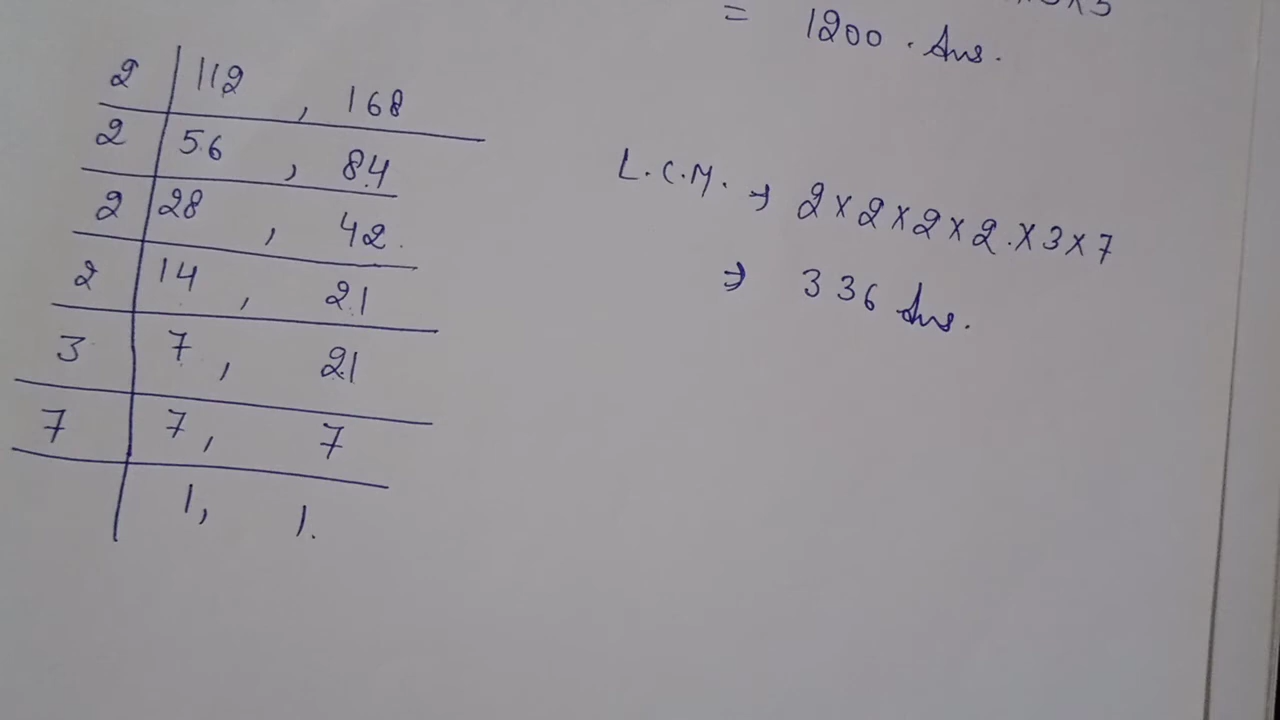 = 1200 . Ans.
2 | 112 , 168
2 | 56 , 84
2 | 28 , 42
2 | 14 , 21
3 | 7 , 21
7 | 7 , 7
1 , 1.
L.C.M. → 2 × 2 × 2 × 2 . × 3 × 7
⇒ 336 Ans.